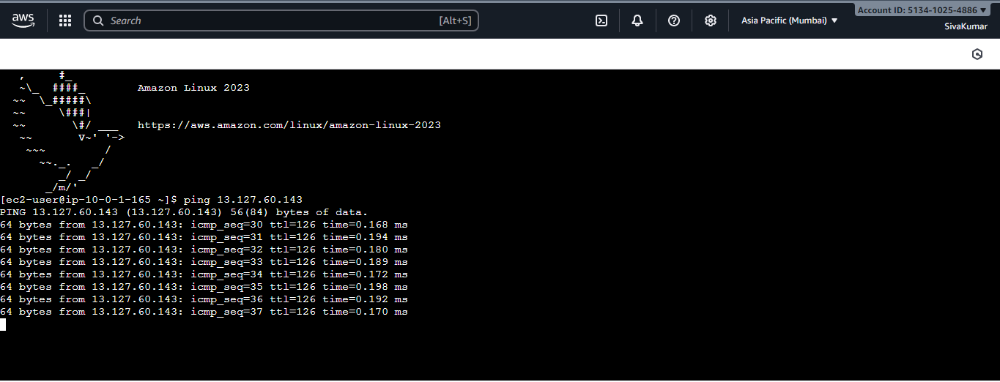 aws
Search [Alt+S]
Asia Pacific (Mumbai) ▼
Account ID: 5134-1025-4886 ▼
SivaKumar
   ,     #_
   ~\_  ####_        Amazon Linux 2023
  ~~  \_#####\
  ~~     \###|
  ~~       \#/ ___   https://aws.amazon.com/linux/amazon-linux-2023
   ~~       V~' '->
    ~~~         /
      ~~._.   _/
         _/ _/
       _/m/'
[ec2-user@ip-10-0-1-165 ~]$ ping 13.127.60.143
PING 13.127.60.143 (13.127.60.143) 56(84) bytes of data.
64 bytes from 13.127.60.143: icmp_seq=30 ttl=126 time=0.168 ms
64 bytes from 13.127.60.143: icmp_seq=31 ttl=126 time=0.194 ms
64 bytes from 13.127.60.143: icmp_seq=32 ttl=126 time=0.180 ms
64 bytes from 13.127.60.143: icmp_seq=33 ttl=126 time=0.189 ms
64 bytes from 13.127.60.143: icmp_seq=34 ttl=126 time=0.172 ms
64 bytes from 13.127.60.143: icmp_seq=35 ttl=126 time=0.198 ms
64 bytes from 13.127.60.143: icmp_seq=36 ttl=126 time=0.192 ms
64 bytes from 13.127.60.143: icmp_seq=37 ttl=126 time=0.170 ms